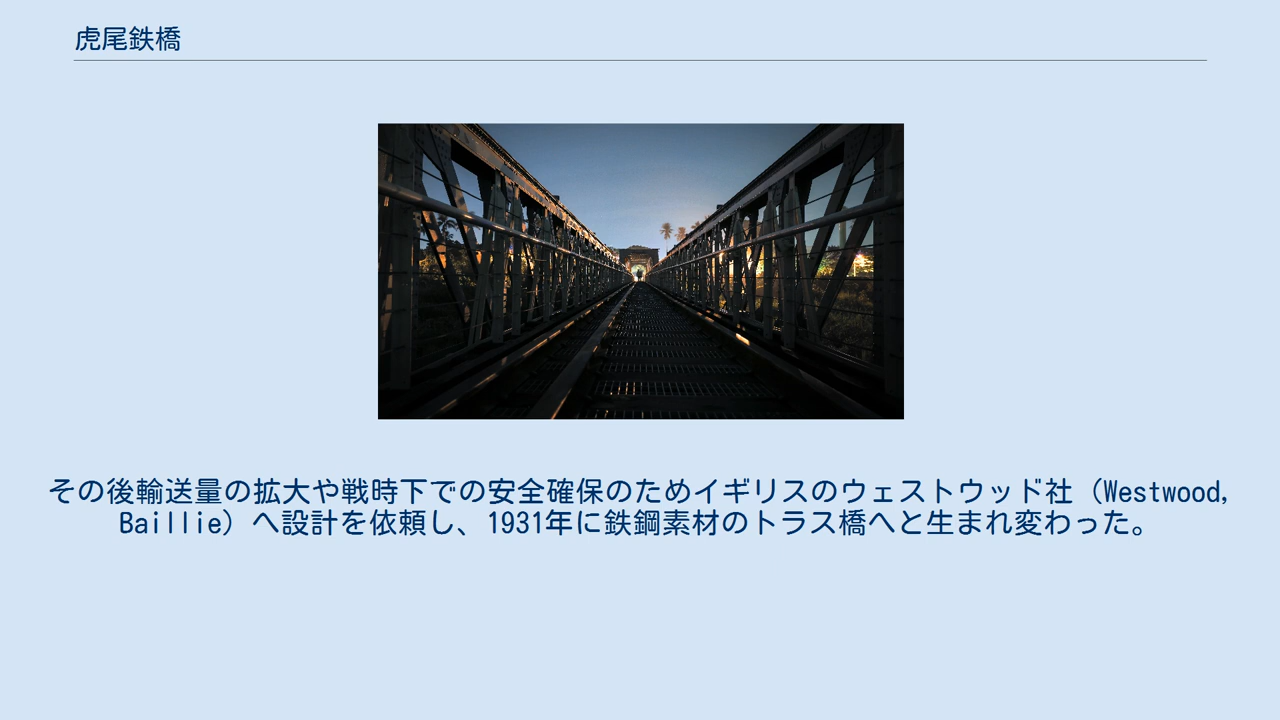 虎尾鉄橋
その後輸送量の拡大や戦時下での安全確保のためイギリスのウェストウッド社（Westwood,
Baillie）へ設計を依頼し、1931年に鉄鋼素材のトラス橋へと生まれ変わった。